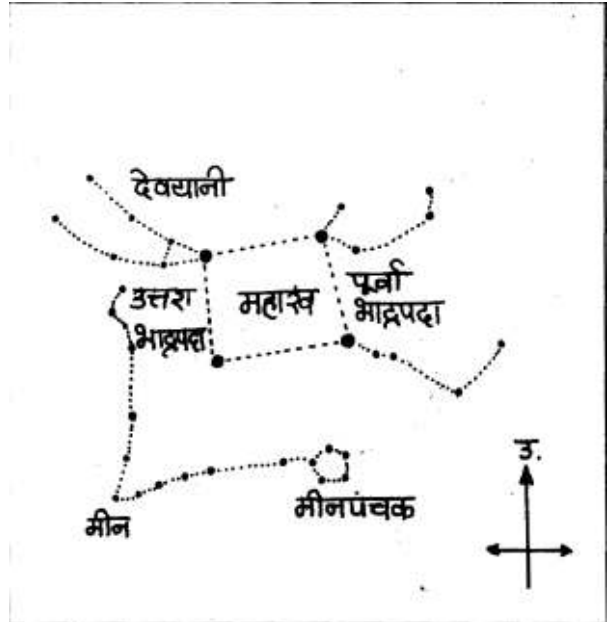 देवयानी
उत्तरा
भाद्रपदा
महाश्व
पूर्वा
भाद्रपदा
मीन
मीनपंचक
उ.